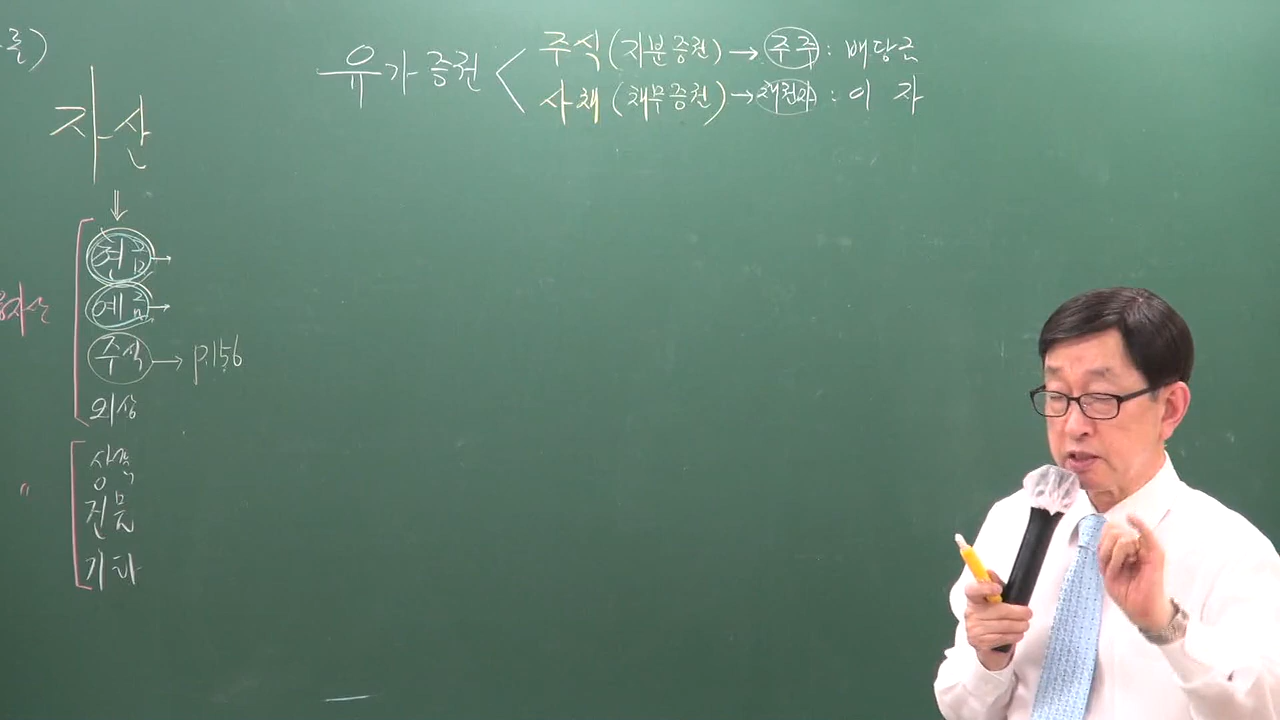 유가증권 < 주식(지분증권) → 주주 : 배당금
사채(채무증권) → 채권자 : 이자
자산
⇓
현금 →
예금 →
주식 → p.156
외상
상각
건물
기타